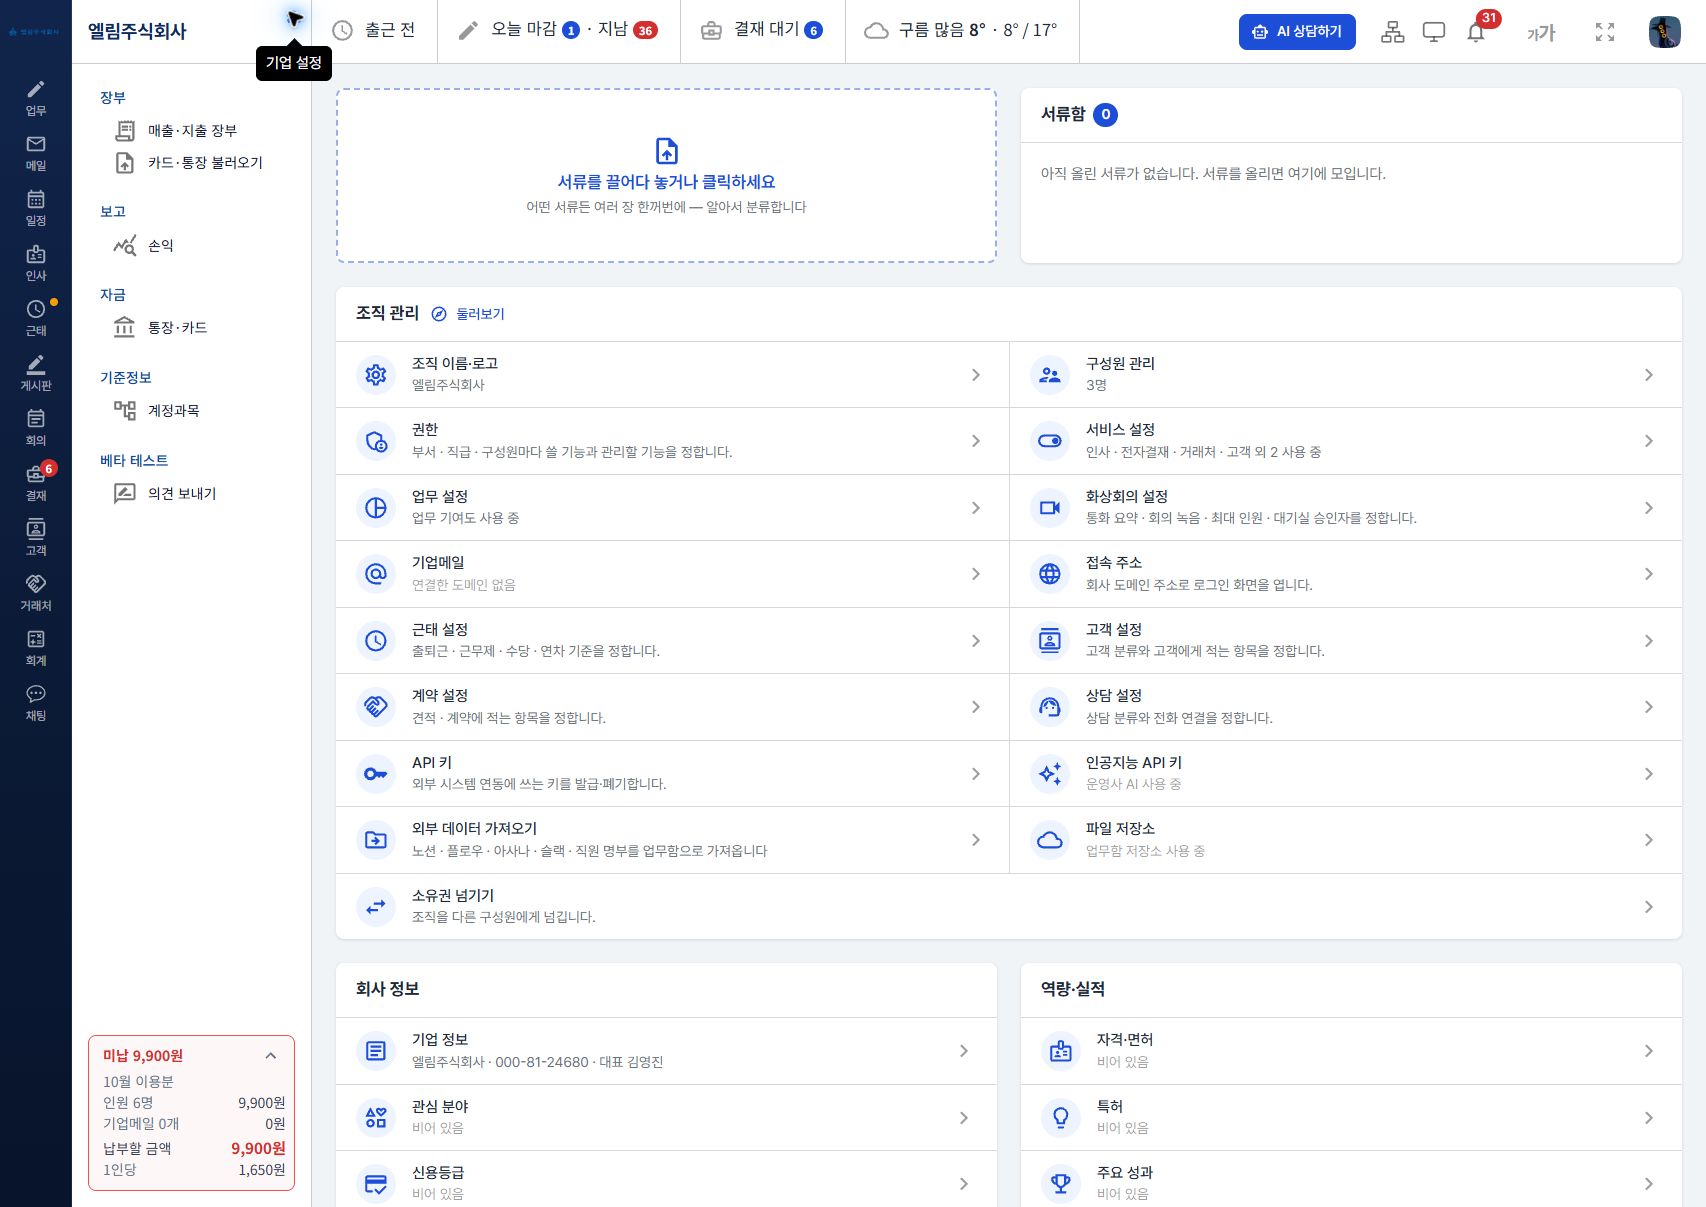 엘림주식회사
업무
메일
일정
인사
근태
게시판
회의
6
결재
고객
거래처
회계
채팅
엘림주식회사
기업 설정
장부
매출·지출 장부
카드·통장 불러오기
보고
손익
자금
통장·카드
기준정보
계정과목
베타 테스트
의견 보내기
미납 9,900원
10월 이용분
인원 6명 9,900원
기업메일 0개 0원
납부할 금액 9,900원
1인당 1,650원
출근 전
오늘 마감 1 · 지남 36
결재 대기 6
구름 많음 8° · 8° / 17°
AI 상담하기
31
가가
서류를 끌어다 놓거나 클릭하세요
어떤 서류든 여러 장 한꺼번에 — 알아서 분류합니다
서류함 0
아직 올린 서류가 없습니다. 서류를 올리면 여기에 모입니다.
조직 관리 둘러보기
조직 이름·로고
엘림주식회사
구성원 관리
3명
권한
부서 · 직급 · 구성원마다 쓸 기능과 관리할 기능을 정합니다.
서비스 설정
인사 · 전자결재 · 거래처 · 고객 외 2 사용 중
업무 설정
업무 기여도 사용 중
화상회의 설정
통화 요약 · 회의 녹음 · 최대 인원 · 대기실 승인자를 정합니다.
기업메일
연결한 도메인 없음
접속 주소
회사 도메인 주소로 로그인 화면을 엽니다.
근태 설정
출퇴근 · 근무제 · 수당 · 연차 기준을 정합니다.
고객 설정
고객 분류와 고객에게 적는 항목을 정합니다.
계약 설정
견적 · 계약에 적는 항목을 정합니다.
상담 설정
상담 분류와 전화 연결을 정합니다.
API 키
외부 시스템 연동에 쓰는 키를 발급·폐기합니다.
인공지능 API 키
운영사 AI 사용 중
외부 데이터 가져오기
노션 · 플로우 · 아사나 · 슬랙 · 직원 명부를 업무함으로 가져옵니다
파일 저장소
업무함 저장소 사용 중
소유권 넘기기
조직을 다른 구성원에게 넘깁니다.
회사 정보
기업 정보
엘림주식회사 · 000-81-24680 · 대표 김영진
관심 분야
비어 있음
신용등급
비어 있음
역량·실적
자격·면허
비어 있음
특허
비어 있음
주요 성과
비어 있음